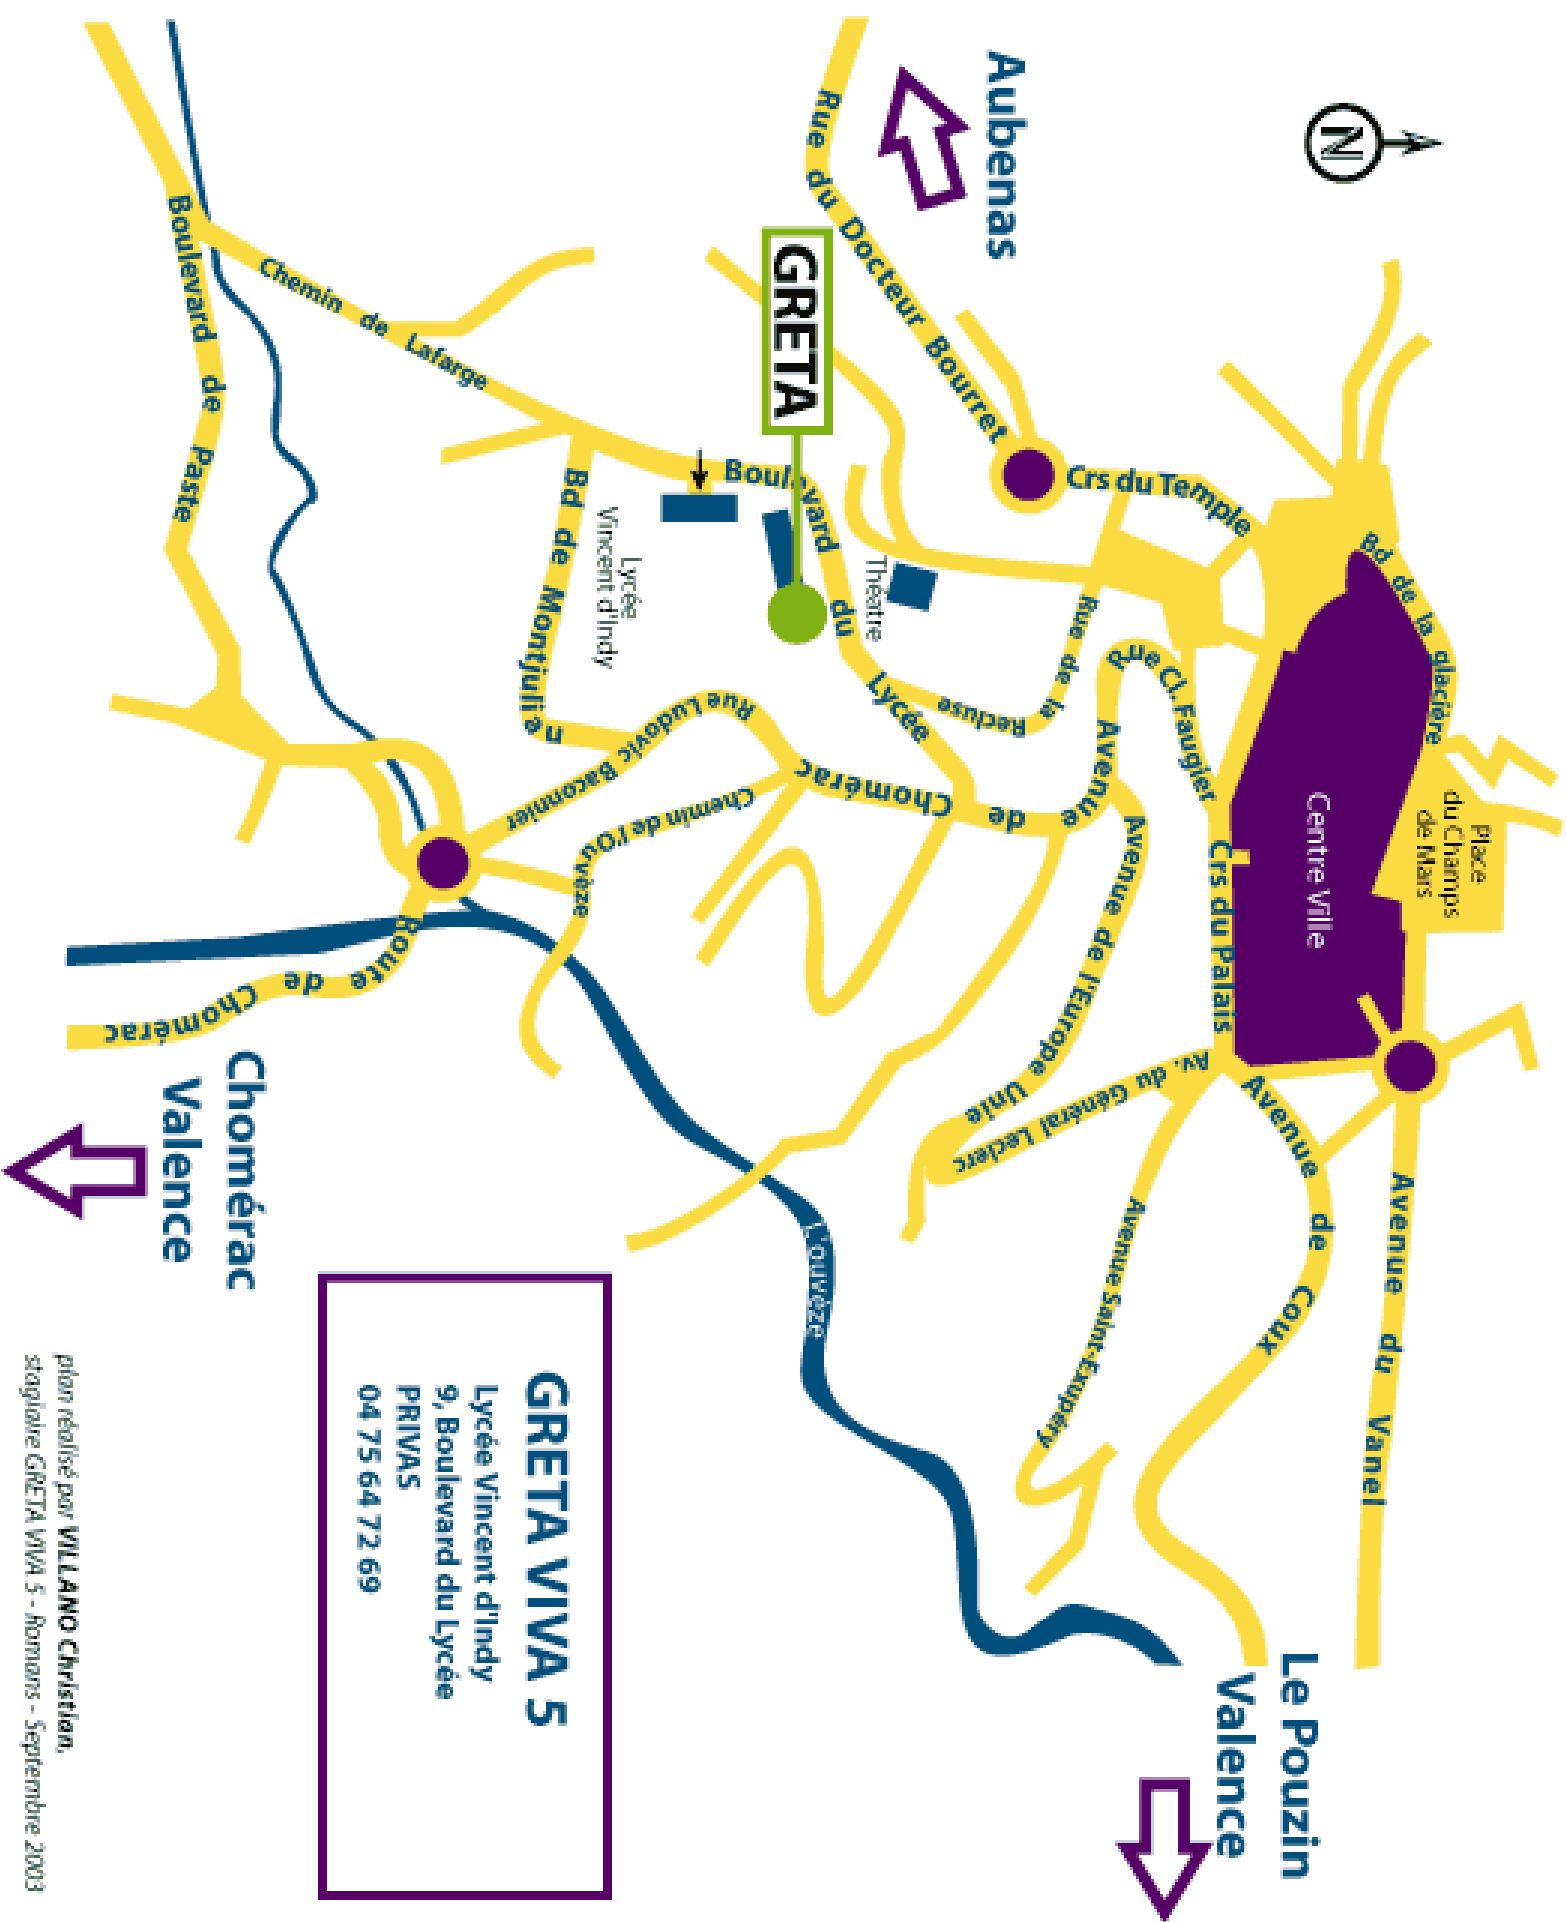 N
Aubenas
Rue du Docteur Bourret
GRETA
Crs du Temple
Bd de la glacière
Place
du Champs
de Mars
Centre Ville
Crs du Palais
Rue Cl. Faugier
Rue de la Recluse
Théatre
Boulevard du Lycée
Lycée
Vincent d'Indy
Bd de Montjulien
Chemin de Lafarge
Boulevard de Paste
Rue Ludovic Baconnier
Chemin de l'Ouvèze
Avenue de Chomérac
Avenue de l'Europe Unie
Av. du Général Leclerc
Avenue Saint-Exupéry
Avenue de Coux
Avenue du Vanel
L'ouvèze
Route de Chomérac
Chomérac
Valence
Le Pouzin
Valence
GRETA VIVA 5
Lycée Vincent d'Indy
9, Boulevard du Lycée
PRIVAS
04 75 64 72 69
plan réalisé par VILLANO Christian,
stagiaire GRETA VIVA 5 - Romans - Septembre 2003